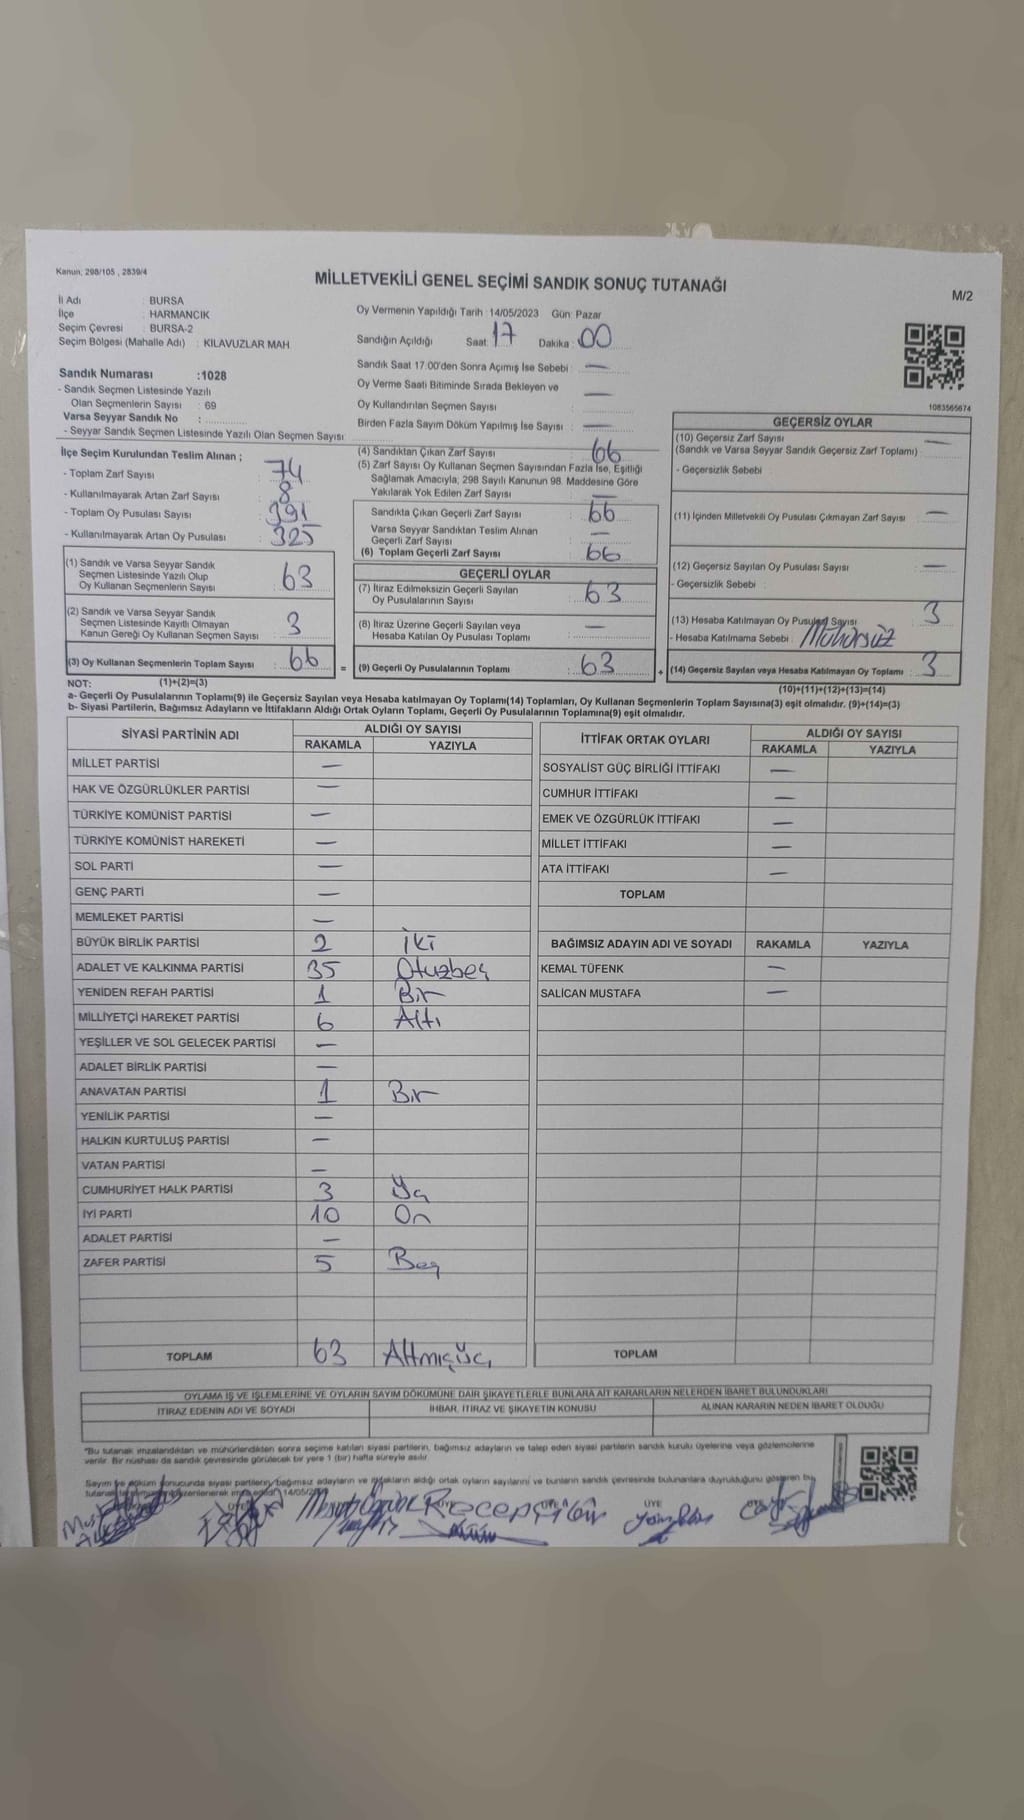 Kanun, 298/105 , 2839/4
MİLLETVEKİLİ GENEL SEÇİMİ SANDIK SONUÇ TUTANAĞI
M/2
İl Adı : BURSA
İlçe : HARMANCIK
Seçim Çevresi : BURSA-2
Seçim Bölgesi (Mahalle Adı) : KILAVUZLAR MAH.
Sandık Numarası :1028
- Sandık Seçmen Listesinde Yazılı
Olan Seçmenlerin Sayısı : 69
Varsa Seyyar Sandık No :
- Seyyar Sandık Seçmen Listesinde Yazılı Olan Seçmen Sayısı :
Oy Vermenin Yapıldığı Tarih : 14/05/2023 Gün: Pazar
Sandığın Açıldığı Saat: 17 Dakika : 00
Sandık Saat 17.00'den Sonra Açımış İse Sebebi : —
Oy Verme Saati Bitiminde Sırada Bekleyen ve
Oy Kullandırılan Seçmen Sayısı : —
Birden Fazla Sayım Döküm Yapılmış İse Sayısı : —
1083565674
İlçe Seçim Kurulundan Teslim Alınan ;
- Toplam Zarf Sayısı : 74
- Kullanılmayarak Artan Zarf Sayısı : 8
- Toplam Oy Pusulası Sayısı : 391
- Kullanılmayarak Artan Oy Pusulası : 325
(4) Sandıktan Çıkan Zarf Sayısı : 66
(5) Zarf Sayısı Oy Kullanan Seçmen Sayısından Fazla İse, Eşitliği
Sağlamak Amacıyla; 298 Sayılı Kanunun 98. Maddesine Göre
Yakılarak Yok Edilen Zarf Sayısı : —
Sandıkta Çıkan Geçerli Zarf Sayısı : 66
Varsa Seyyar Sandıktan Teslim Alınan
Geçerli Zarf Sayısı : —
(6) Toplam Geçerli Zarf Sayısı : 66
GEÇERSİZ OYLAR
(10) Geçersiz Zarf Sayısı : —
(Sandık ve Varsa Seyyar Sandık Geçersiz Zarf Toplamı)
- Geçersizlik Sebebi :
(11) İçinden Milletvekili Oy Pusulası Çıkmayan Zarf Sayısı : —
(12) Geçersiz Sayılan Oy Pusulası Sayısı : —
- Geçersizlik Sebebi :
(13) Hesaba Katılmayan Oy Pusulası Sayısı : 3
- Hesaba Katılmama Sebebi : Mühürsüz
(14) Geçersiz Sayılan veya Hesaba Katılmayan Oy Toplamı : 3
(10)+(11)+(12)+(13)=(14)
(1) Sandık ve Varsa Seyyar Sandık
Seçmen Listesinde Yazılı Olup
Oy Kullanan Seçmenlerin Sayısı : 63
(2) Sandık ve Varsa Seyyar Sandık
Seçmen Listesinde Kayıtlı Olmayan
Kanun Gereği Oy Kullanan Seçmen Sayısı : 3
(3) Oy Kullanan Seçmenlerin Toplam Sayısı : 66 =
GEÇERLİ OYLAR
(7) İtiraz Edilmeksizin Geçerli Sayılan
Oy Pusulalarının Sayısı : 63
(8) İtiraz Üzerine Geçerli Sayılan veya
Hesaba Katılan Oy Pusulası Toplamı : —
(9) Geçerli Oy Pusulalarının Toplamı : 63 +
NOT: (1)+(2)=(3)
a- Geçerli Oy Pusulalarının Toplamı(9) ile Geçersiz Sayılan veya Hesaba katılmayan Oy Toplamı(14) Toplamları, Oy Kullanan Seçmenlerin Toplam Sayısına(3) eşit olmalıdır. (9)+(14)=(3)
b- Siyasi Partilerin, Bağımsız Adayların ve İttifakların Aldığı Ortak Oyların Toplamı, Geçerli Oy Pusulalarının Toplamına(9) eşit olmalıdır.
SİYASİ PARTİNİN ADI ALDIĞI OY SAYISI
RAKAMLA YAZIYLA
MİLLET PARTİSİ —
HAK VE ÖZGÜRLÜKLER PARTİSİ —
TÜRKİYE KOMÜNİST PARTİSİ —
TÜRKİYE KOMÜNİST HAREKETİ —
SOL PARTİ —
GENÇ PARTİ —
MEMLEKET PARTİSİ —
BÜYÜK BİRLİK PARTİSİ 2 İki
ADALET VE KALKINMA PARTİSİ 35 Otuzbeş
YENİDEN REFAH PARTİSİ 1 Bir
MİLLİYETÇİ HAREKET PARTİSİ 6 Altı
YEŞİLLER VE SOL GELECEK PARTİSİ —
ADALET BİRLİK PARTİSİ —
ANAVATAN PARTİSİ 1 Bir
YENİLİK PARTİSİ —
HALKIN KURTULUŞ PARTİSİ —
VATAN PARTİSİ —
CUMHURİYET HALK PARTİSİ 3 Üç
İYİ PARTİ 10 On
ADALET PARTİSİ —
ZAFER PARTİSİ 5 Beş
TOPLAM 63 Altmışüç
İTTİFAK ORTAK OYLARI ALDIĞI OY SAYISI
RAKAMLA YAZIYLA
SOSYALİST GÜÇ BİRLİĞİ İTTİFAKI —
CUMHUR İTTİFAKI —
EMEK VE ÖZGÜRLÜK İTTİFAKI —
MİLLET İTTİFAKI —
ATA İTTİFAKI —
TOPLAM
BAĞIMSIZ ADAYIN ADI VE SOYADI RAKAMLA YAZIYLA
KEMAL TÜFENK —
SALİCAN MUSTAFA —
TOPLAM
OYLAMA İŞ VE İŞLEMLERİNE VE OYLARIN SAYIM DÖKÜMÜNE DAİR ŞİKAYETLERLE BUNLARA AİT KARARLARIN NELERDEN İBARET BULUNDUKLARI
İTİRAZ EDENİN ADI VE SOYADI İHBAR, İTİRAZ VE ŞİKAYETİN KONUSU ALINAN KARARIN NEDEN İBARET OLDUĞU
"Bu tutanak imzalandıktan ve mühürlendikten sonra seçime katılan siyasi partilerin, bağımsız adayların ve talep eden siyasi partilerin sandık kurulu üyelerine veya gözlemcilerine
verilir. Bir nüshası da sandık çevresinde görülecek bir yere 1 (bir) hafta süreyle asılır.
Sayım ve döküm sonucunda siyasi partilerin, bağımsız adayların ve ittifakların aldığı ortak oyların sayılarını ve bunların sandık çevresinde bulunanlara duyrulduğunu gösteren bu
14/05/
ÜYE